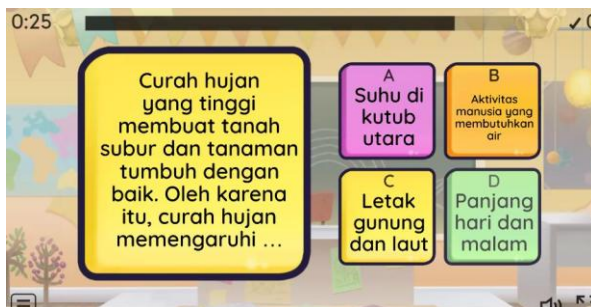 0:25
✓ 0
Curah hujan
yang tinggi
membuat tanah
subur dan tanaman
tumbuh dengan
baik. Oleh karena
itu, curah hujan
memengaruhi ...
A
Suhu di
kutub
utara
B
Aktivitas
manusia yang
membutuhkan
air
C
Letak
gunung
dan laut
D
Panjang
hari dan
malam